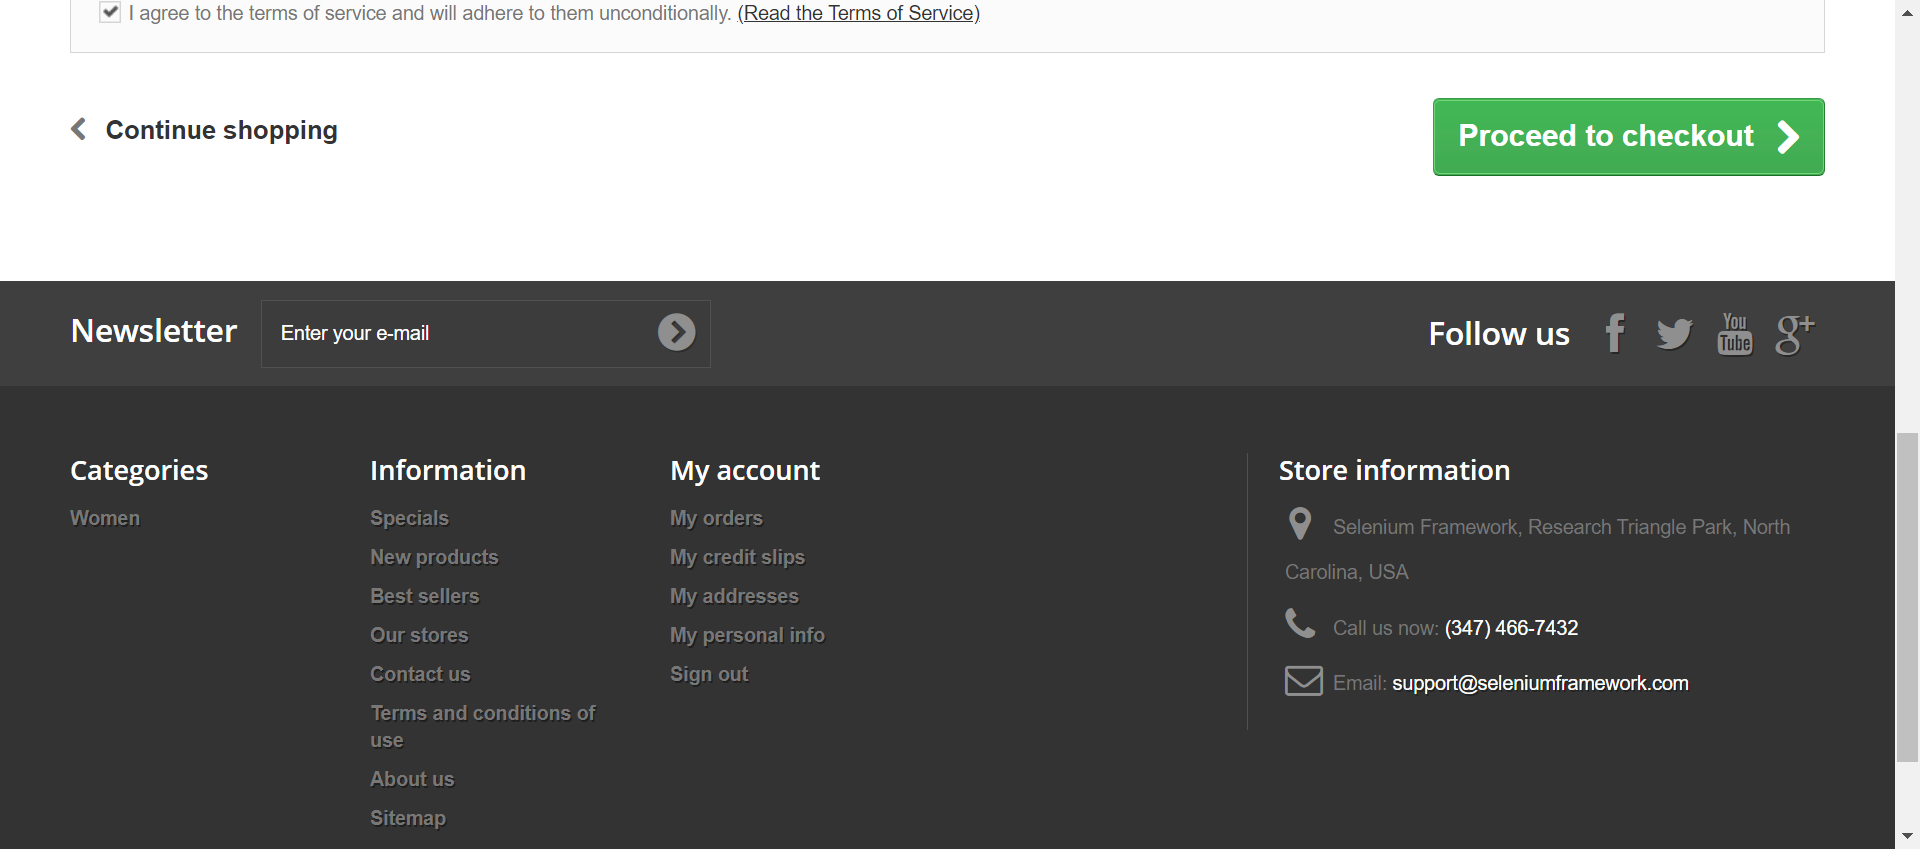 I agree to the terms of service and will adhere to them unconditionally. (Read the Terms of Service)
Continue shopping
Proceed to checkout
Newsletter
Enter your e-mail
Follow us
You
Tube
g+
Categories
Women
Information
Specials
New products
Best sellers
Our stores
Contact us
Terms and conditions of
use
About us
Sitemap
My account
My orders
My credit slips
My addresses
My personal info
Sign out
Store information
Selenium Framework, Research Triangle Park, North
Carolina, USA
Call us now: (347) 466-7432
Email: support@seleniumframework.com